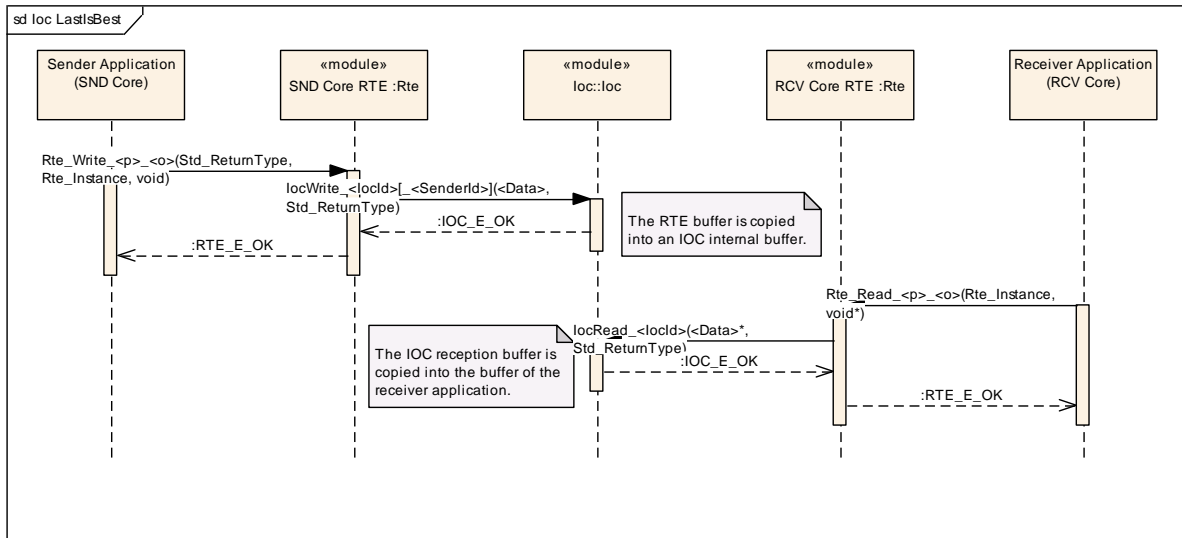 sd Ioc LastIsBest
Sender Application
(SND Core)
«module»
SND Core RTE :Rte
«module»
Ioc::Ioc
«module»
RCV Core RTE :Rte
Receiver Application
(RCV Core)
Rte_Write_<p>_<o>(Std_ReturnType,
Rte_Instance, void)
IocWrite_<IocId>[_<SenderId>](<Data>,
Std_ReturnType)
:IOC_E_OK
:RTE_E_OK
The RTE buffer is copied
into an IOC internal buffer.
Rte_Read_<p>_<o>(Rte_Instance,
void*)
IocRead_<IocId>(<Data>*,
Std_ReturnType)
The IOC reception buffer is
copied into the buffer of the
receiver application.
:IOC_E_OK
:RTE_E_OK